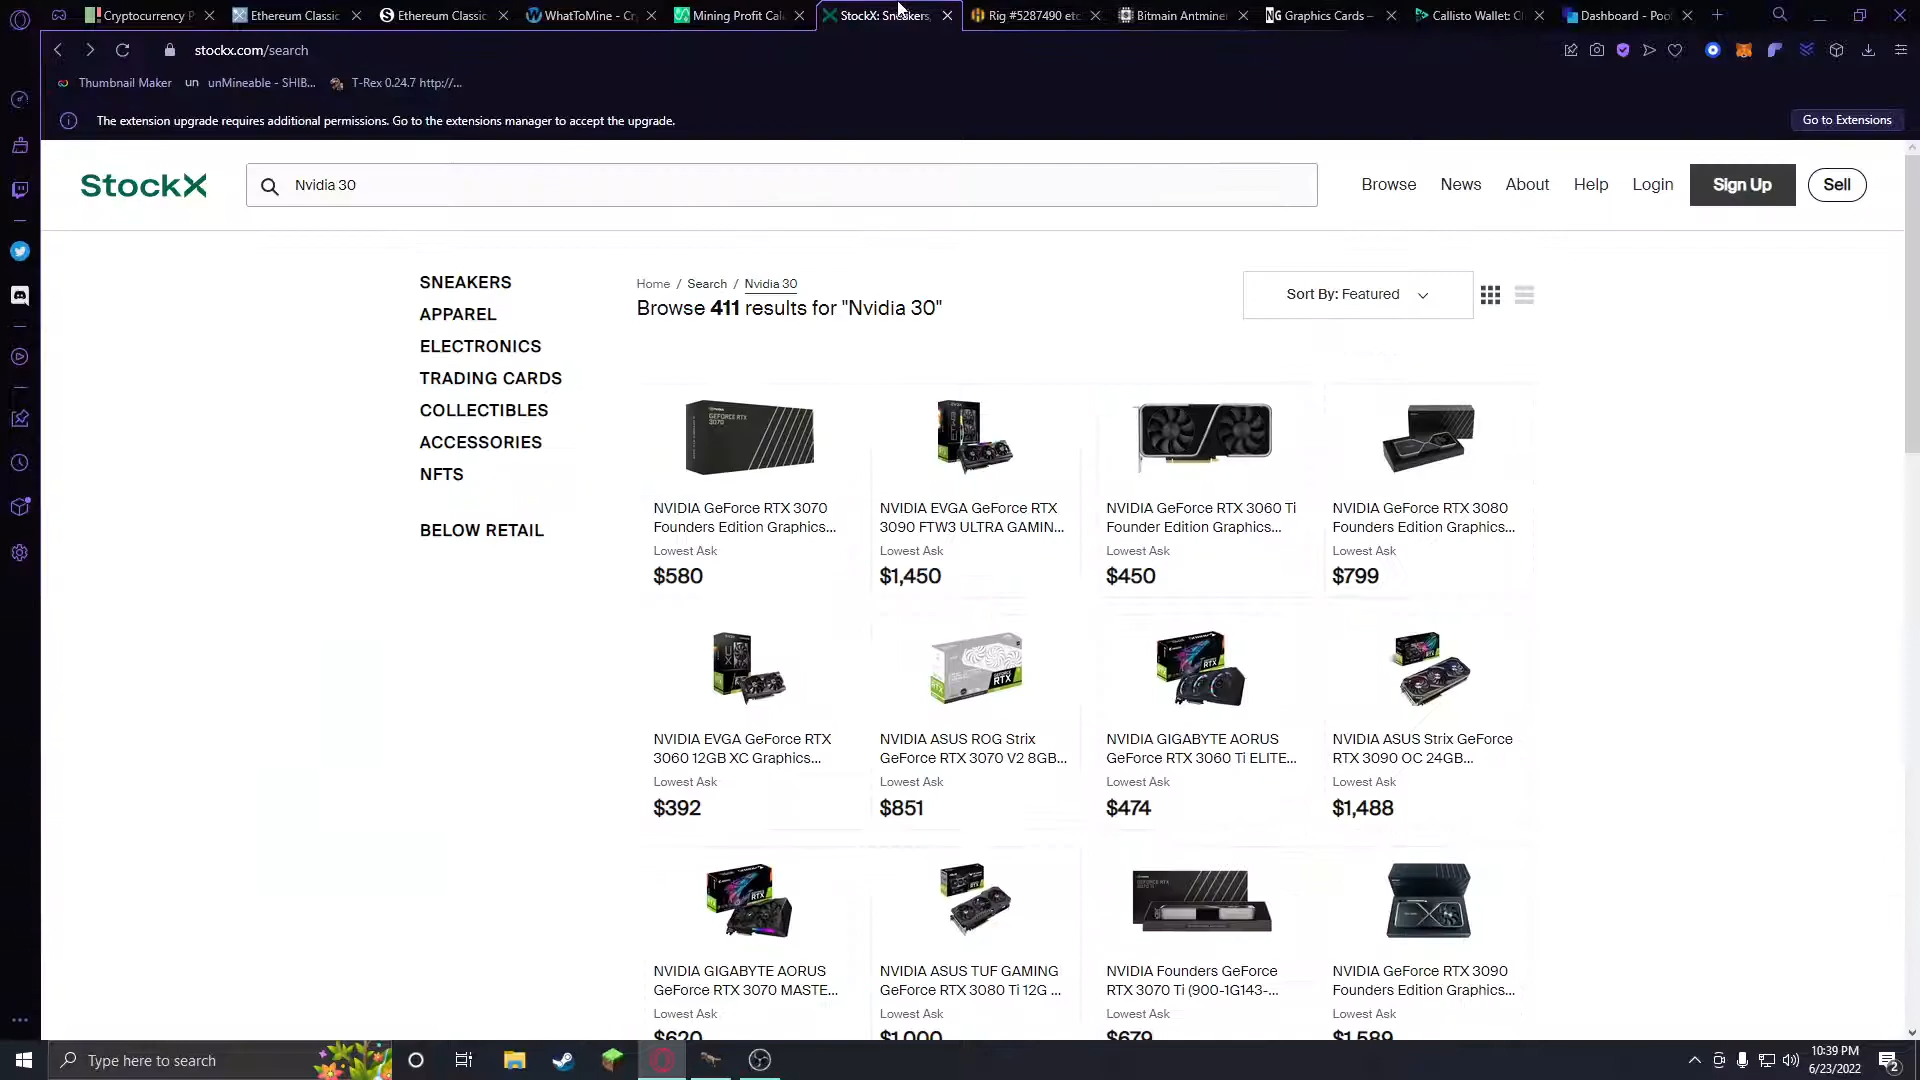 Cryptocurrency P
Ethereum Classic
Ethereum Classic
WhatToMine - Cr
Mining Profit Cal
StockX: Sneakers,
Rig #5287490 etc
Bitmain Antmine
Graphics Cards –
Callisto Wallet: C
Dashboard - Pool
stockx.com/search
Thumbnail Maker
unMineable - SHIB...
T-Rex 0.24.7 http://...
The extension upgrade requires additional permissions. Go to the extensions manager to accept the upgrade.
Go to Extensions
StockX
Nvidia 30
Browse
News
About
Help
Login
Sign Up
Sell
SNEAKERS
APPAREL
ELECTRONICS
TRADING CARDS
COLLECTIBLES
ACCESSORIES
NFTS
BELOW RETAIL
Home / Search / Nvidia 30
Browse 411 results for "Nvidia 30"
Sort By: Featured
NVIDIA GeForce RTX 3070
Founders Edition Graphics...
Lowest Ask
$580
NVIDIA EVGA GeForce RTX
3090 FTW3 ULTRA GAMIN...
Lowest Ask
$1,450
NVIDIA GeForce RTX 3060 Ti
Founder Edition Graphics...
Lowest Ask
$450
NVIDIA GeForce RTX 3080
Founders Edition Graphics...
Lowest Ask
$799
NVIDIA EVGA GeForce RTX
3060 12GB XC Graphics...
Lowest Ask
$392
NVIDIA ASUS ROG Strix
GeForce RTX 3070 V2 8GB...
Lowest Ask
$851
NVIDIA GIGABYTE AORUS
GeForce RTX 3060 Ti ELITE...
Lowest Ask
$474
NVIDIA ASUS Strix GeForce
RTX 3090 OC 24GB...
Lowest Ask
$1,488
NVIDIA GIGABYTE AORUS
GeForce RTX 3070 MASTE...
Lowest Ask
$620
NVIDIA ASUS TUF GAMING
GeForce RTX 3080 Ti 12G ...
Lowest Ask
$1,000
NVIDIA Founders GeForce
RTX 3070 Ti (900-1G143-...
Lowest Ask
$679
NVIDIA GeForce RTX 3090
Founders Edition Graphics...
Lowest Ask
$1,589
Type here to search
10:39 PM
6/23/2022
2